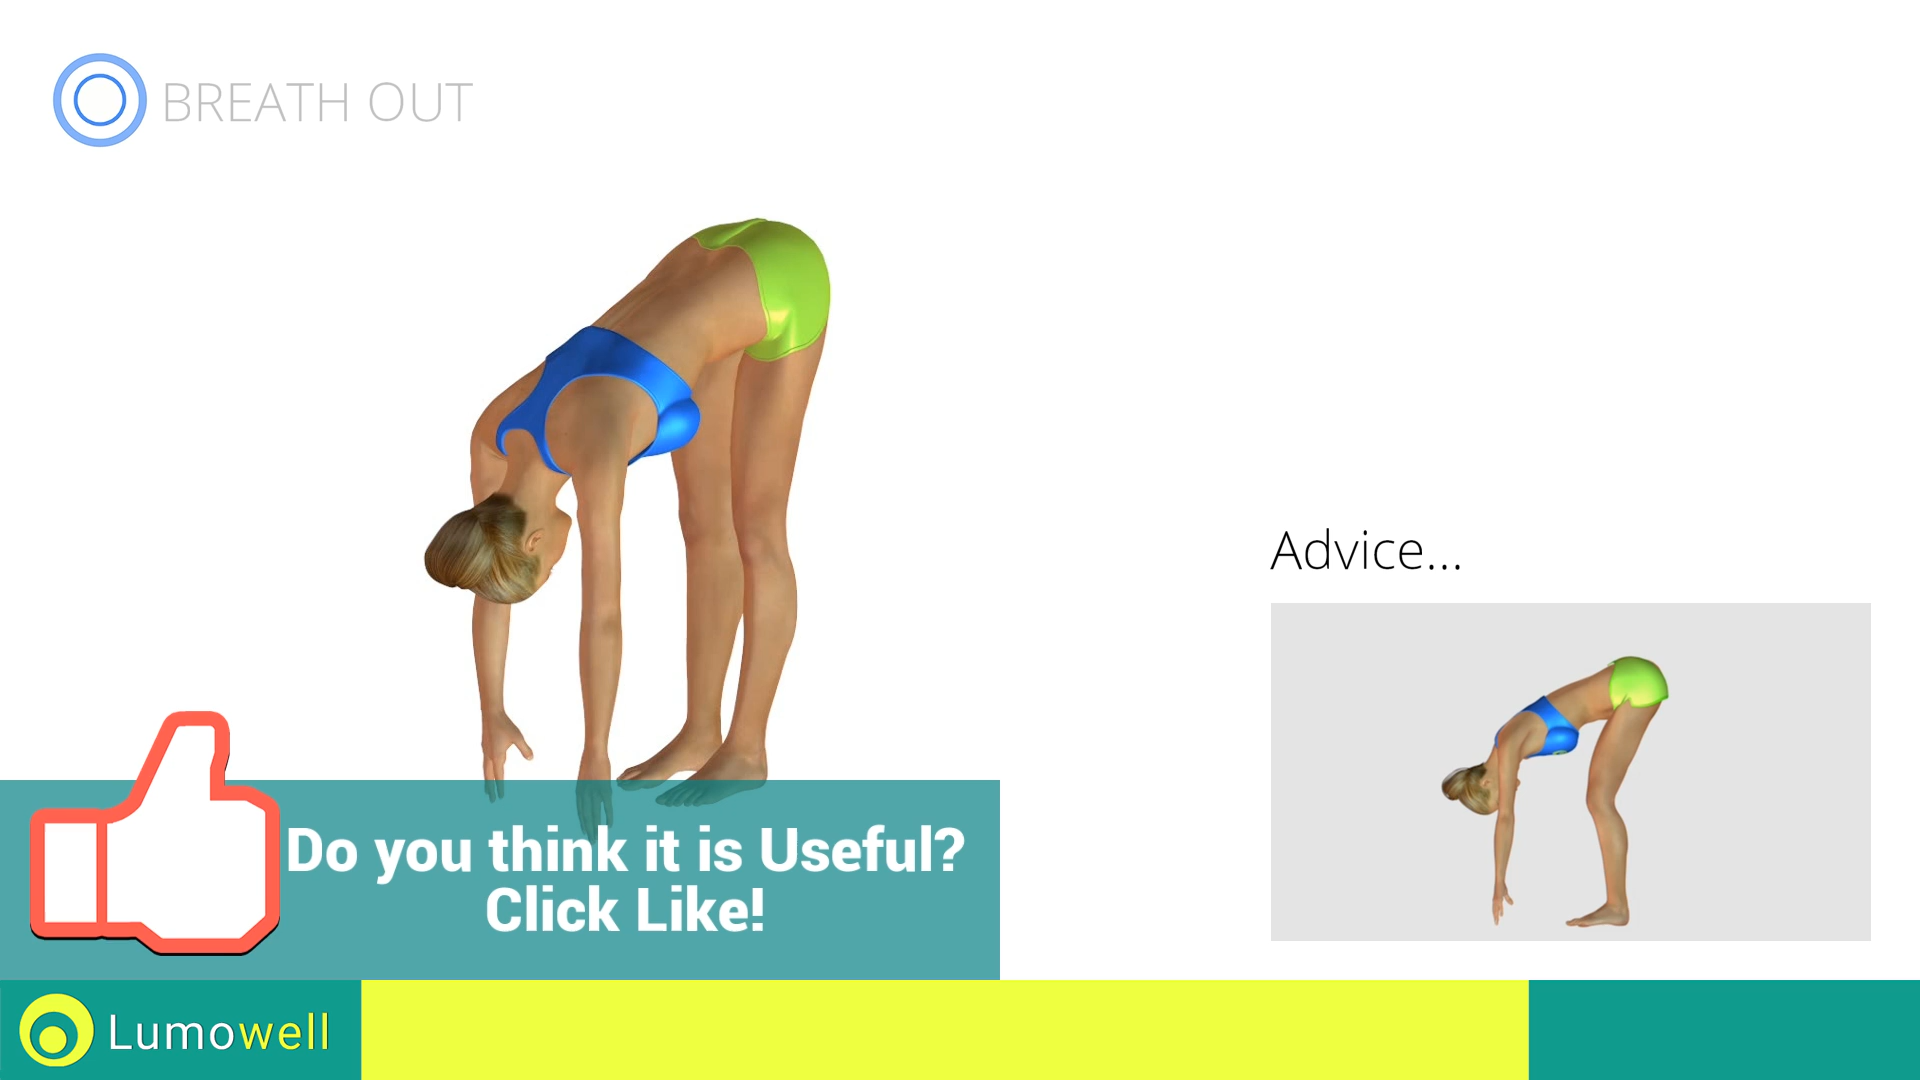 BREATH OUT
Advice...
Do you think it is Useful?
Click Like!
Lumowell